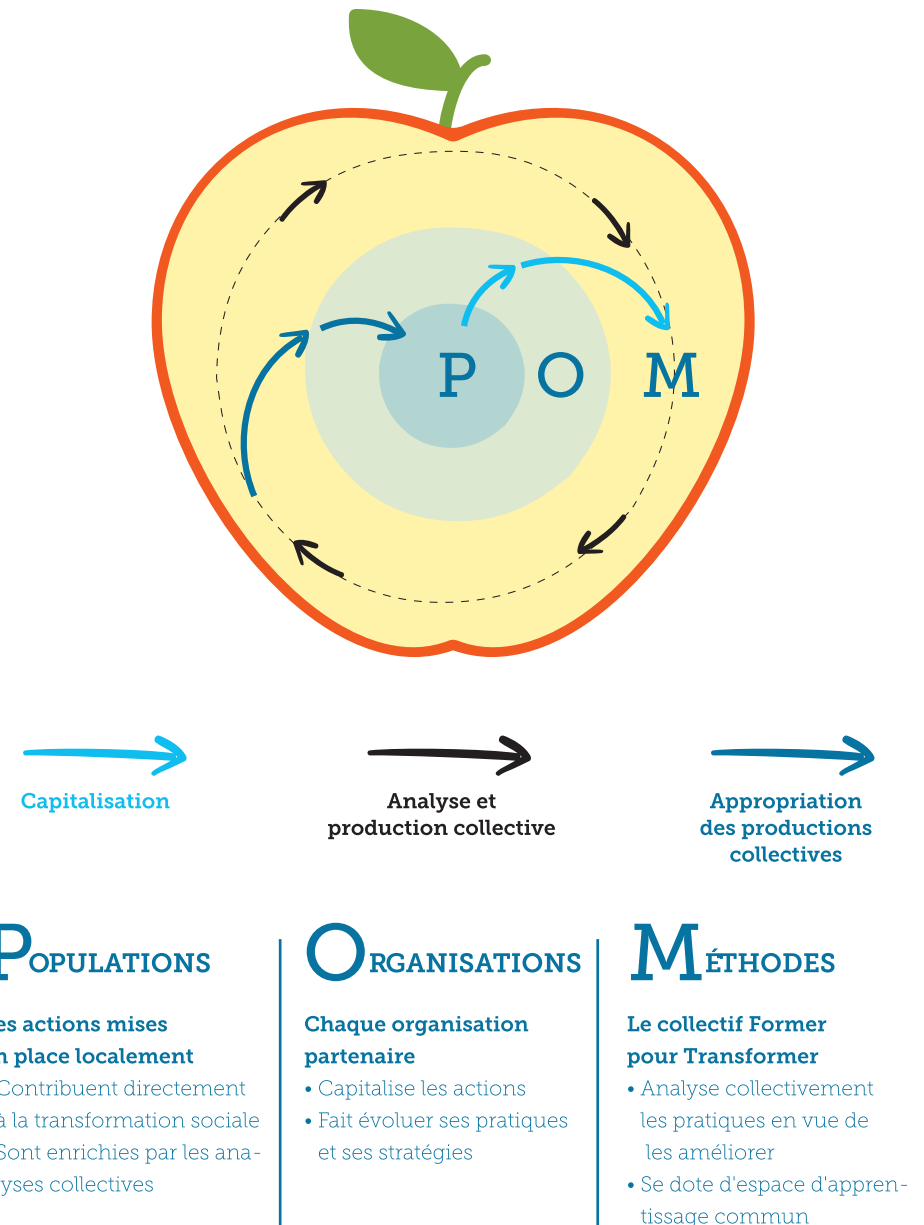 P O M
Capitalisation
Analyse et
production collective
Appropriation
des productions
collectives
POPULATIONS
es actions mises
n place localement
Contribuent directement
à la transformation sociale
Sont enrichies par les ana-
yses collectives
ORGANISATIONS
Chaque organisation
partenaire
• Capitalise les actions
• Fait évoluer ses pratiques
et ses stratégies
MÉTHODES
Le collectif Former
pour Transformer
• Analyse collectivement
les pratiques en vue de
les améliorer
• Se dote d'espace d'appren-
tissage commun